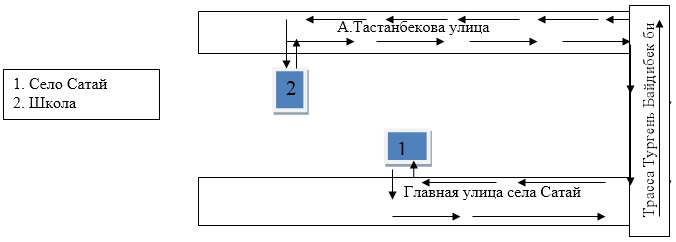 А.Тастанбекова улица
1. Село Сатай
2. Школа
2
1
Главная улица села Сатай
Трасса Тургень Байдибек би